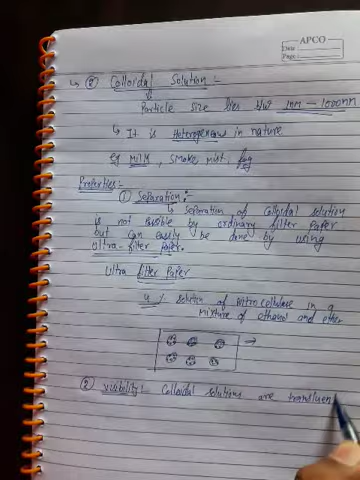 APCO
Date
Page
↳ ② Colloidal Solution :-
Particle size lies b/w 1nm – 1000nm
↳ It is Heterogeneous in nature
eg Milk, smoke, mist, fog
Properties :-
① Separation :-
↳ separation of colloidal solution
is not possible by ordinary filter paper
but can easily be done by using
Ultra-filter paper.
Ultra filter Paper
4% solution of Nitrocellulose in a
mixture of ethanol and ether
② Visibility :- Colloidal solutions are transluen